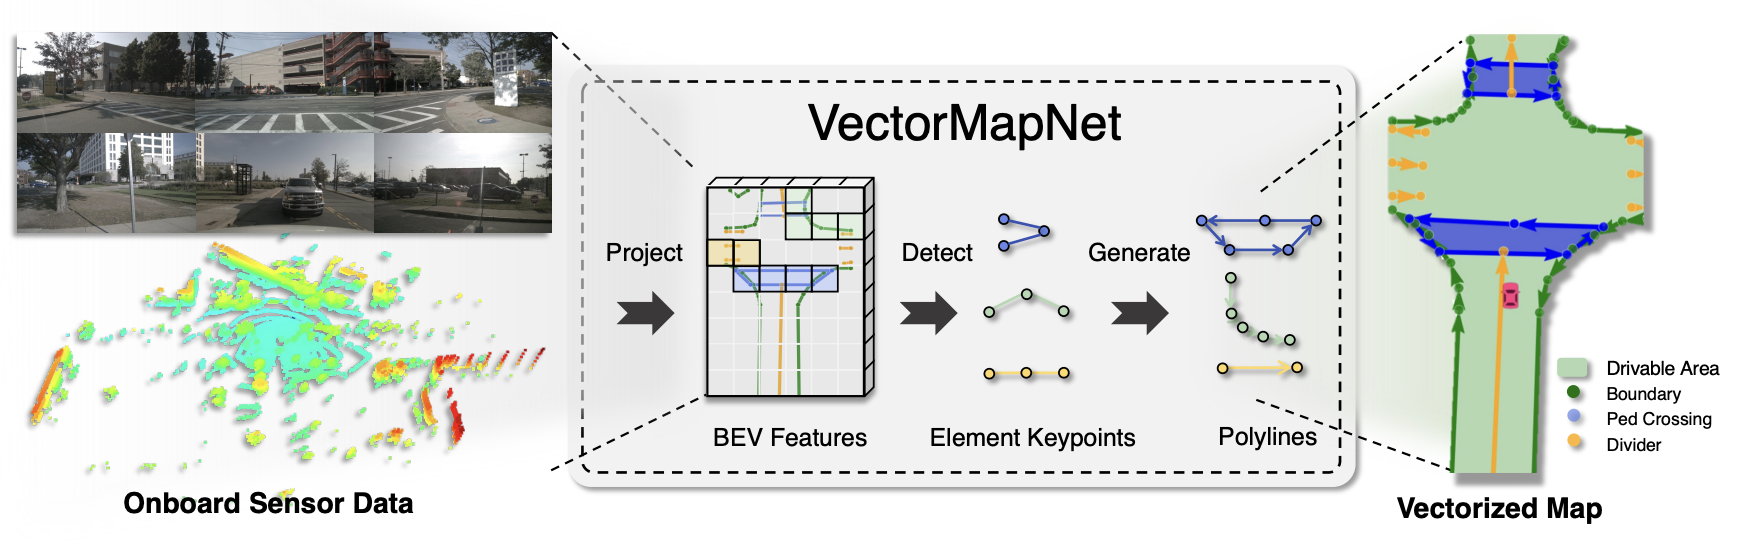 VectorMapNet
Project
Detect
Generate
BEV Features
Element Keypoints
Polylines
Onboard Sensor Data
Drivable Area
Boundary
Ped Crossing
Divider
Vectorized Map